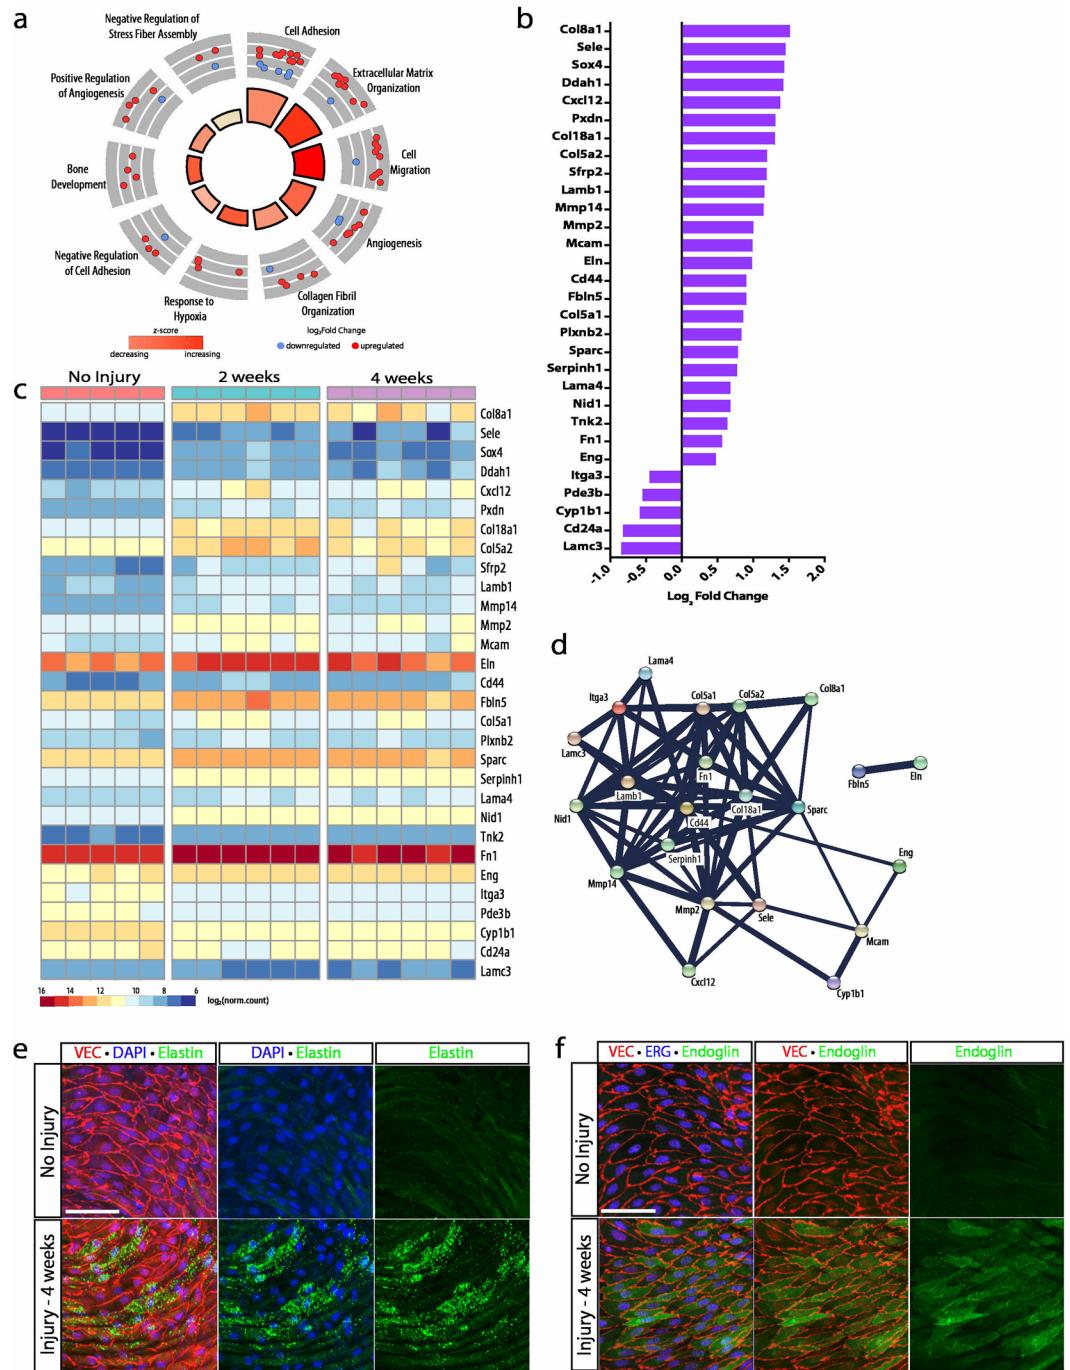 a
Negative Regulation of
Stress Fiber Assembly
Cell Adhesion
Positive Regulation
of Angiogenesis
Extracellular Matrix
Organization
Bone
Development
Cell
Migration
Negative Regulation
of Cell Adhesion
Angiogenesis
Response to
Hypoxia
Collagen Fibril
Organization
z-score
decreasing
increasing
log₂Fold Change
downregulated
upregulated
b
Col8a1
Sele
Sox4
Ddah1
Cxcl12
Pxdn
Col18a1
Col5a2
Sfrp2
Lamb1
Mmp14
Mmp2
Mcam
Eln
Cd44
Fbln5
Col5a1
Plxnb2
Sparc
Serpinh1
Lama4
Nid1
Tnk2
Fn1
Eng
Itga3
Pde3b
Cyp1b1
Cd24a
Lamc3
-1.0 -0.5 0.0 0.5 1.0 1.5 2.0
Log₂ Fold Change
c
No Injury 2 weeks 4 weeks
Col8a1
Sele
Sox4
Ddah1
Cxcl12
Pxdn
Col18a1
Col5a2
Sfrp2
Lamb1
Mmp14
Mmp2
Mcam
Eln
Cd44
Fbln5
Col5a1
Plxnb2
Sparc
Serpinh1
Lama4
Nid1
Tnk2
Fn1
Eng
Itga3
Pde3b
Cyp1b1
Cd24a
Lamc3
16 14 12 10 8 6
log₂(norm.count)
d
Lama4
Itga3
Col5a1
Col5a2
Col8a1
Lamc3
Fn1
Fbln5
Eln
Lamb1
Nid1
Cd44
Col18a1
Sparc
Serpinh1
Eng
Mmp14
Mmp2
Sele
Mcam
Cxcl12
Cyp1b1
e
VEC • DAPI • Elastin
DAPI • Elastin
Elastin
No Injury
Injury - 4 weeks
f
VEC • ERG • Endoglin
VEC • Endoglin
Endoglin
No Injury
Injury - 4 weeks